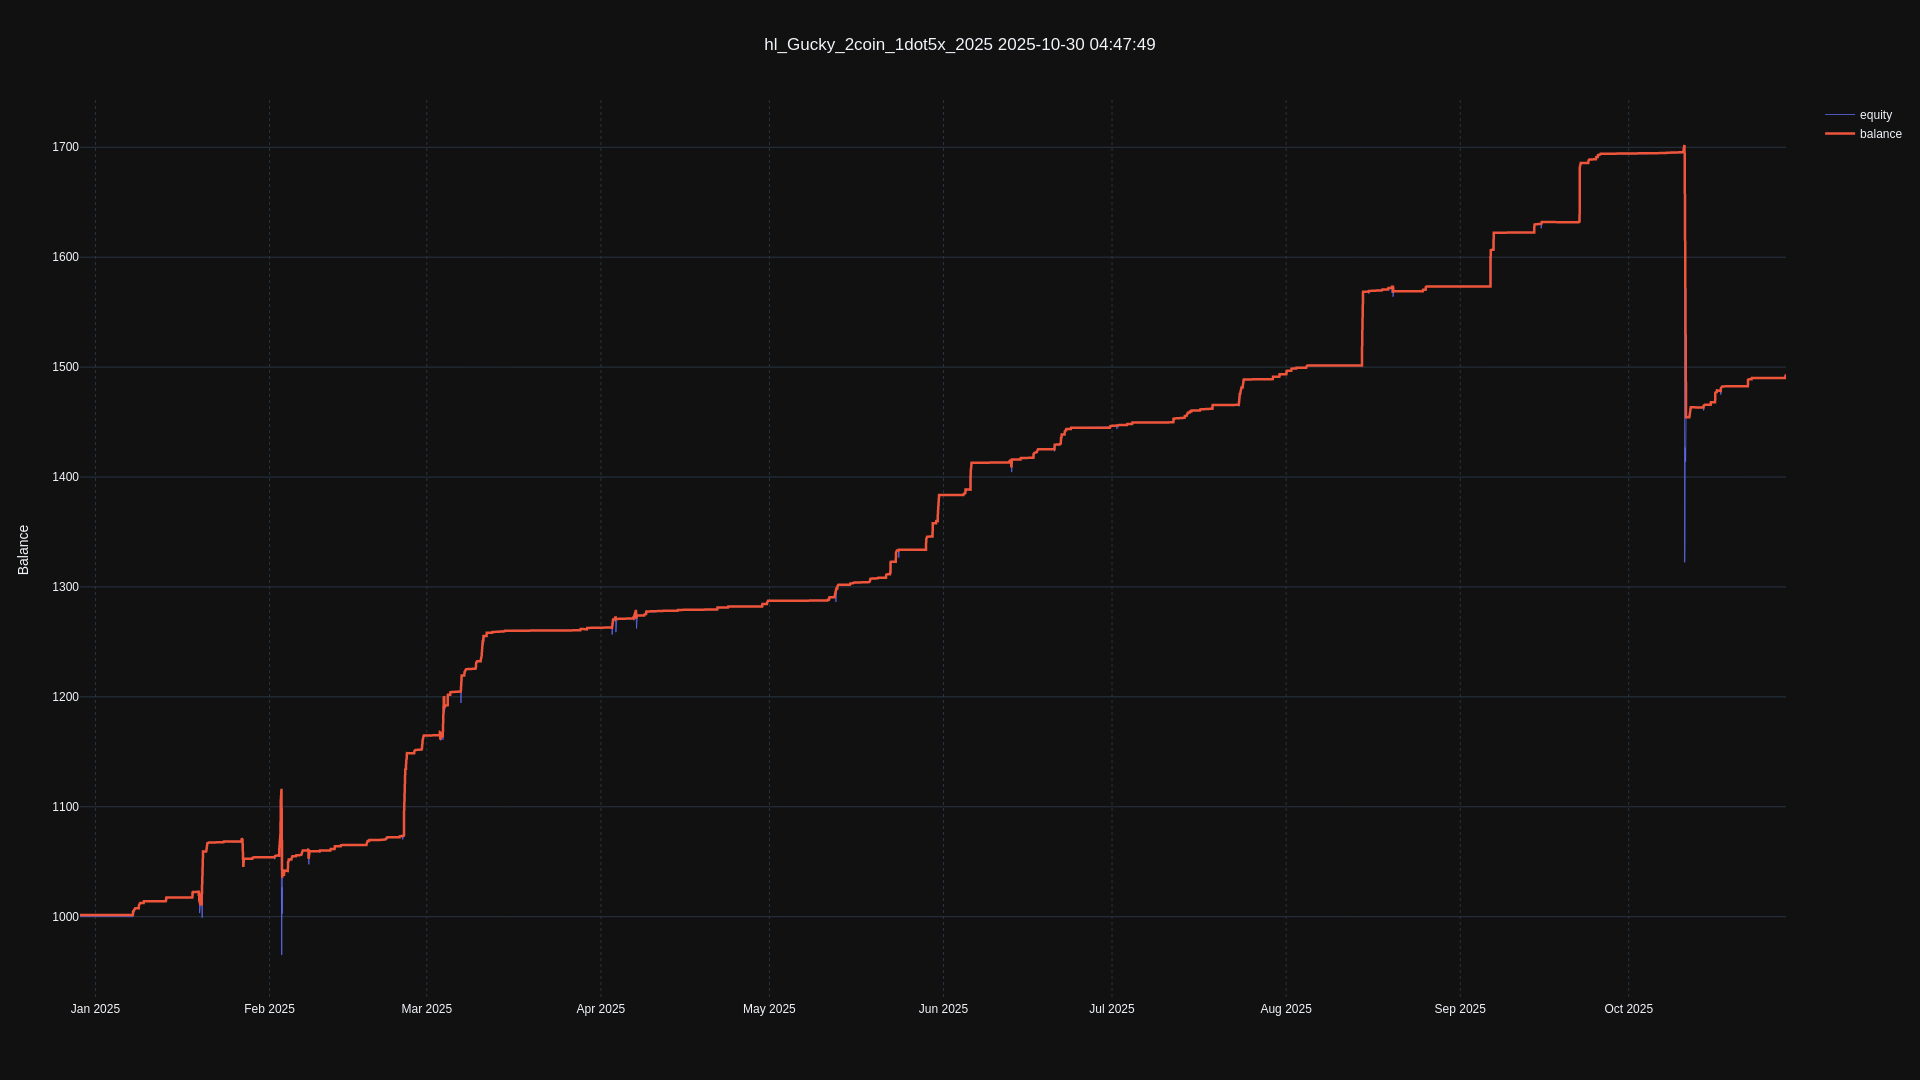 hl_Gucky_2coin_1dot5x_2025 2025-10-30 04:47:49
equity
balance
1700
1600
1500
1400
1300
1200
1100
1000
Balance
Jan 2025
Feb 2025
Mar 2025
Apr 2025
May 2025
Jun 2025
Jul 2025
Aug 2025
Sep 2025
Oct 2025